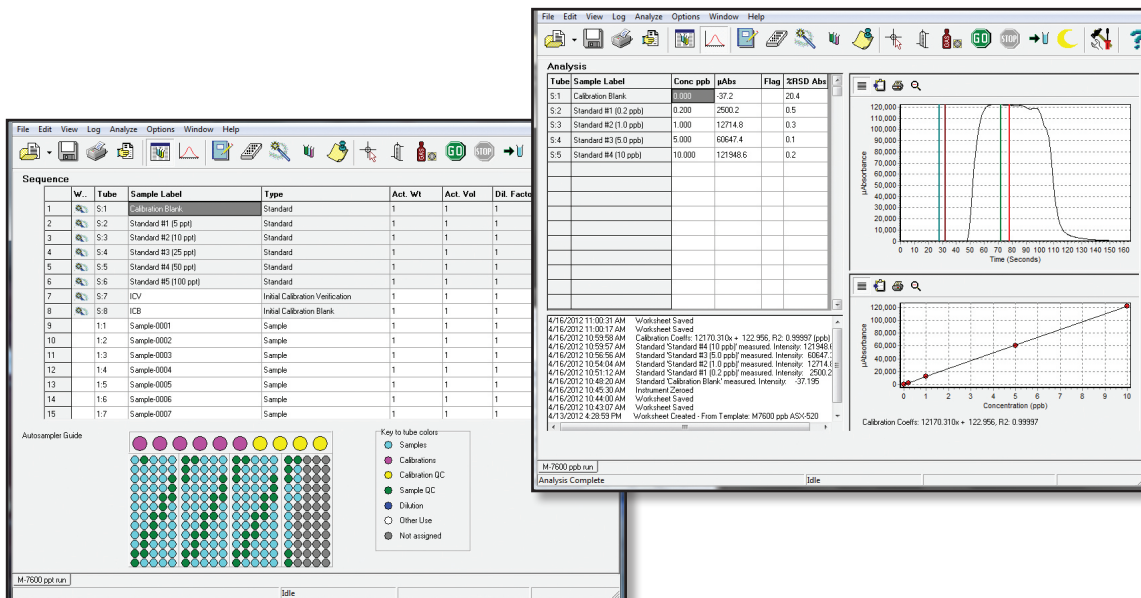 File Edit View Log Analyze Options Window Help
GO STOP
Analysis
Tube Sample Label Conc ppb µAbs Flag %RSD Abs
S:1 Calibration Blank 0.000 -37.2 20.4
S:2 Standard #1 (0.2 ppb) 0.200 2500.2 0.5
S:3 Standard #2 (1.0 ppb) 1.000 12714.8 0.3
S:4 Standard #3 (5.0 ppb) 5.000 60647.4 0.1
S:5 Standard #4 (10 ppb) 10.000 121948.6 0.2
120,000
110,000
100,000
90,000
80,000
70,000
60,000
50,000
40,000
30,000
20,000
10,000
0
µAbsorbance
0 10 20 30 40 50 60 70 80 90 100 110 120 130 140 150 160
Time (Seconds)
4/16/2012 11:00:31 AM Worksheet Saved
4/16/2012 11:00:17 AM Worksheet Saved
4/16/2012 10:59:58 AM Calibration Coeffs: 12170.310x + 122.956, R2: 0.99997 (ppb)
4/16/2012 10:59:57 AM Standard 'Standard #4 (10 ppb)' measured. Intensity: 121948.6
4/16/2012 10:56:56 AM Standard 'Standard #3 (5.0 ppb)' measured. Intensity: 60647.
4/16/2012 10:54:04 AM Standard 'Standard #2 (1.0 ppb)' measured. Intensity: 12714.
4/16/2012 10:51:12 AM Standard 'Standard #1 (0.2 ppb)' measured. Intensity: 2500.2
4/16/2012 10:48:20 AM Standard 'Calibration Blank' measured. Intensity: -37.195
4/16/2012 10:45:30 AM Instrument Zeroed
4/16/2012 10:44:00 AM Worksheet Saved
4/16/2012 10:43:07 AM Worksheet Saved
4/13/2012 4:28:59 PM Worksheet Created - From Template: M7600 ppb ASX-520
120,000
100,000
80,000
60,000
40,000
20,000
0
µAbsorbance
0 1 2 3 4 5 6 7 8 9 10
Concentration (ppb)
Calibration Coeffs: 12170.310x + 122.956, R2: 0.99997
M-7600 ppb run
Analysis Complete Idle
File Edit View Log Analyze Options Window Help
GO STOP
Sequence
W.. Tube Sample Label Type Act. Wt Act. Vol Dil. Facto
1 S:1 Calibration Blank Standard 1 1 1
2 S:2 Standard #1 (5 ppt) Standard 1 1 1
3 S:3 Standard #2 (10 ppt) Standard 1 1 1
4 S:4 Standard #3 (25 ppt) Standard 1 1 1
5 S:5 Standard #4 (50 ppt) Standard 1 1 1
6 S:6 Standard #5 (100 ppt) Standard 1 1 1
7 S:7 ICV Initial Calibration Verification 1 1 1
8 S:8 ICB Initial Calibration Blank 1 1 1
9 1:1 Sample-0001 Sample 1 1 1
10 1:2 Sample-0002 Sample 1 1 1
11 1:3 Sample-0003 Sample 1 1 1
12 1:4 Sample-0004 Sample 1 1 1
13 1:5 Sample-0005 Sample 1 1 1
14 1:6 Sample-0006 Sample 1 1 1
15 1:7 Sample-0007 Sample 1 1 1
Autosampler Guide
Key to tube colors
Samples
Calibrations
Calibration QC
Sample QC
Dilution
Other Use
Not assigned
M-7600 ppt run
Idle